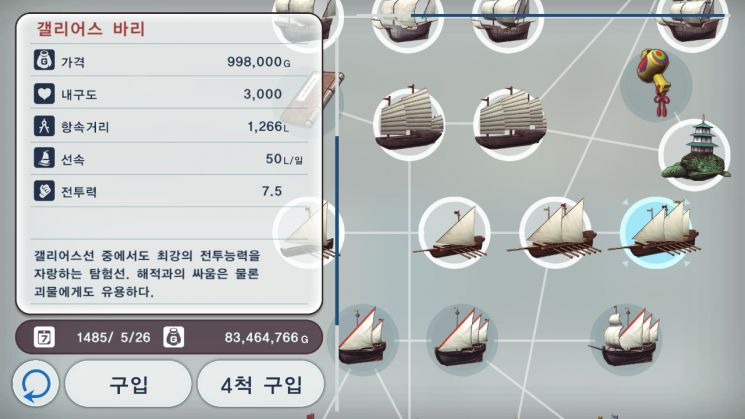 갤리어스 바리
가격 998,000G
내구도 3,000
항속거리 1,266L
선속 50L/일
전투력 7.5
갤리어스선 중에서도 최강의 전투능력을
자랑하는 탐험선. 해적과의 싸움은 물론
괴물에게도 유용하다.
7 1485/ 5/26 G 83,464,766G
구입 4척 구입